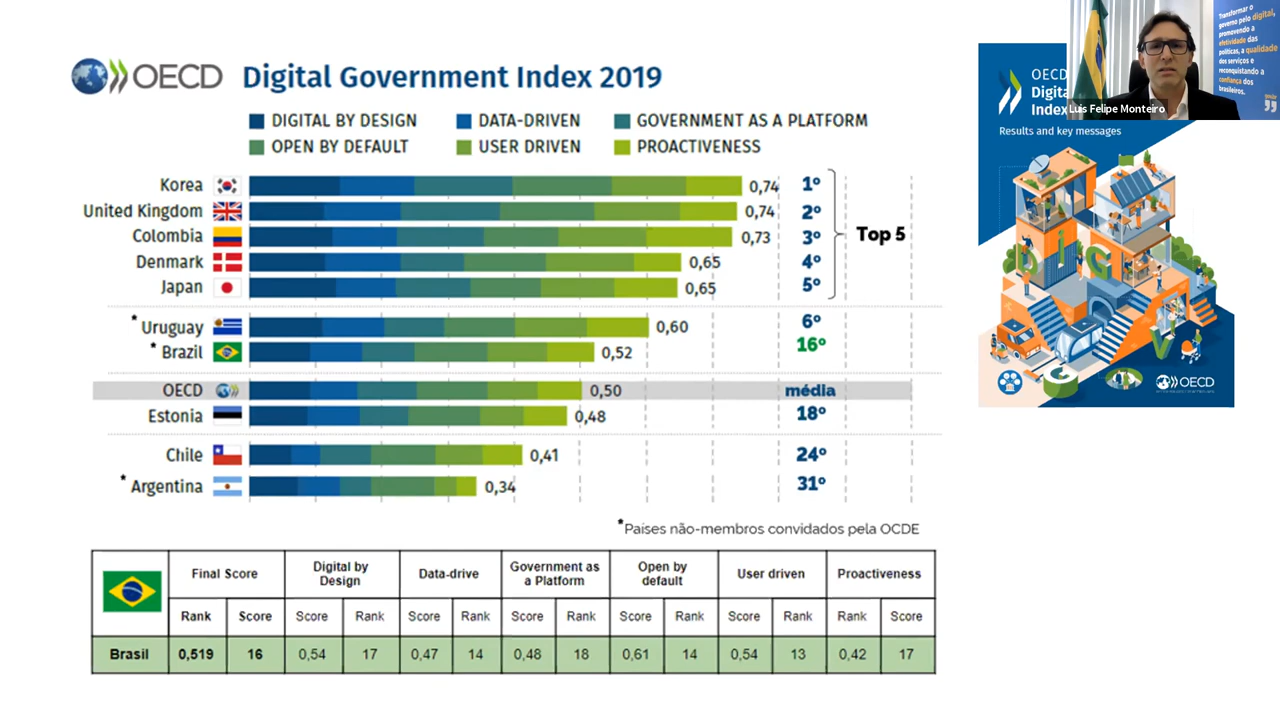 OECD
Digital Government Index 2019
DIGITAL BY DESIGN DATA-DRIVEN GOVERNMENT AS A PLATFORM
OPEN BY DEFAULT USER DRIVEN PROACTIVENESS
Korea 0,74 1º
United Kingdom 0,74 2º
Colombia 0,73 3º
Top 5
Denmark 0,65 4º
Japan 0,65 5º
* Uruguay 0,60 6º
* Brazil 0,52 16º
OECD 0,50 média
Estonia 0,48 18º
Chile 0,41 24º
* Argentina 0,34 31º
*Países não-membros convidados pela OCDE
Final Score Digital by Design Data-drive Government as a Platform Open by default User driven Proactiveness
Rank Score Score Rank Score Rank Score Rank Score Rank Score Rank Rank Score
Brasil 0,519 16 0,54 17 0,47 14 0,48 18 0,61 14 0,54 13 0,42 17
Transformar o
governo pelo digital,
promovendo a
efetividade das
políticas, a qualidade
dos serviços e
reconquistando a
confiança dos
brasileiros.
Luis Felipe Monteiro
OECD
Digital
Index
Results and key messages
D I G I
V
G
OECD